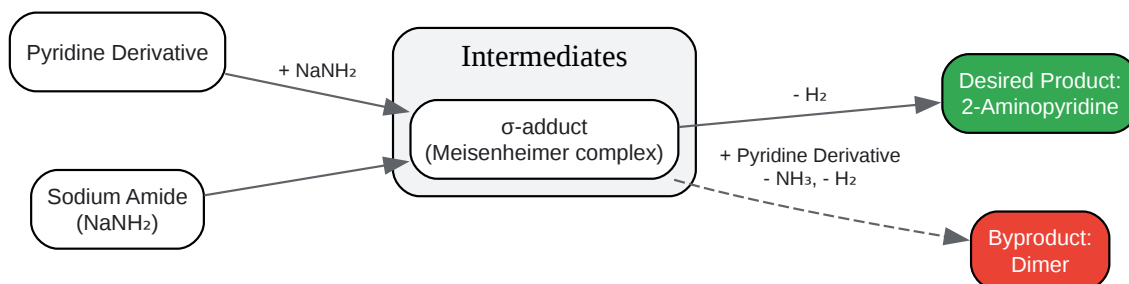 Pyridine Derivative
+ NaNH₂
Sodium Amide
(NaNH₂)
Intermediates
σ-adduct
(Meisenheimer complex)
- H₂
+ Pyridine Derivative
- NH₃, - H₂
Desired Product:
2-Aminopyridine
Byproduct:
Dimer